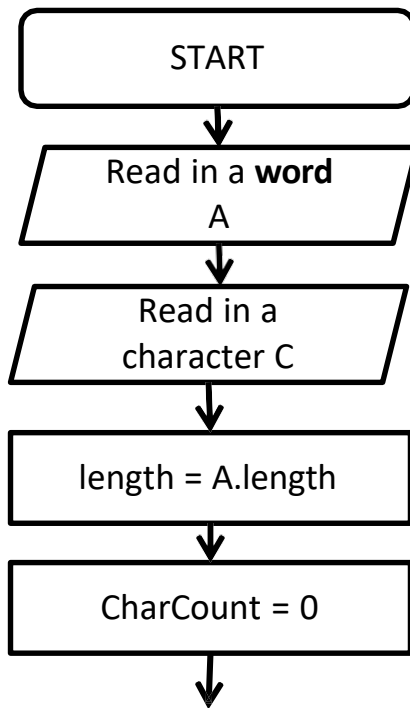 START
Read in a word
A
Read in a
character C
length = A.length
CharCount = 0